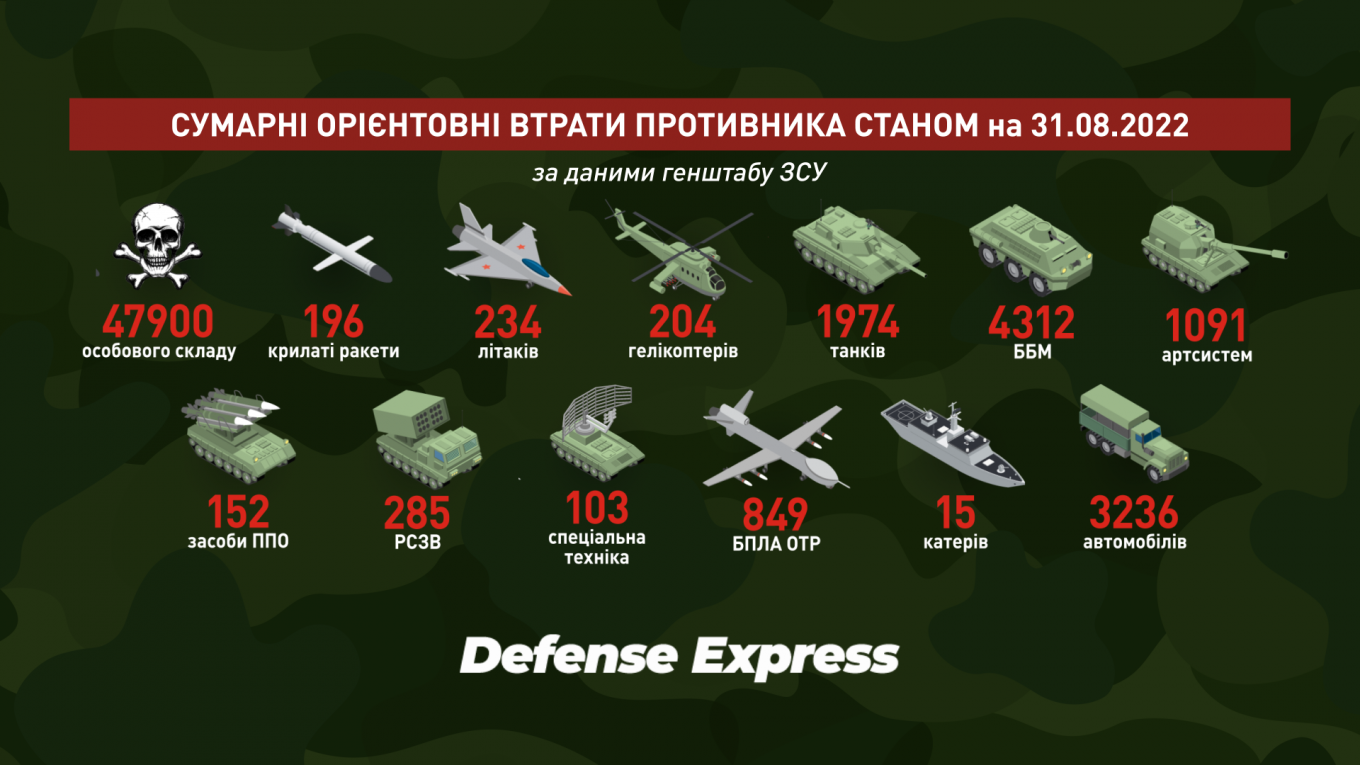 СУМАРНІ ОРІЄНТОВНІ ВТРАТИ ПРОТИВНИКА СТАНОМ на 31.08.2022
за даними генштабу ЗСУ
47900
особового складу
196
крилаті ракети
234
літаків
204
гелікоптерів
1974
танків
4312
ББМ
1091
артсистем
152
засоби ППО
285
РСЗВ
103
спеціальна
техніка
849
БПЛА ОТР
15
катерів
3236
автомобілів
Defense Express